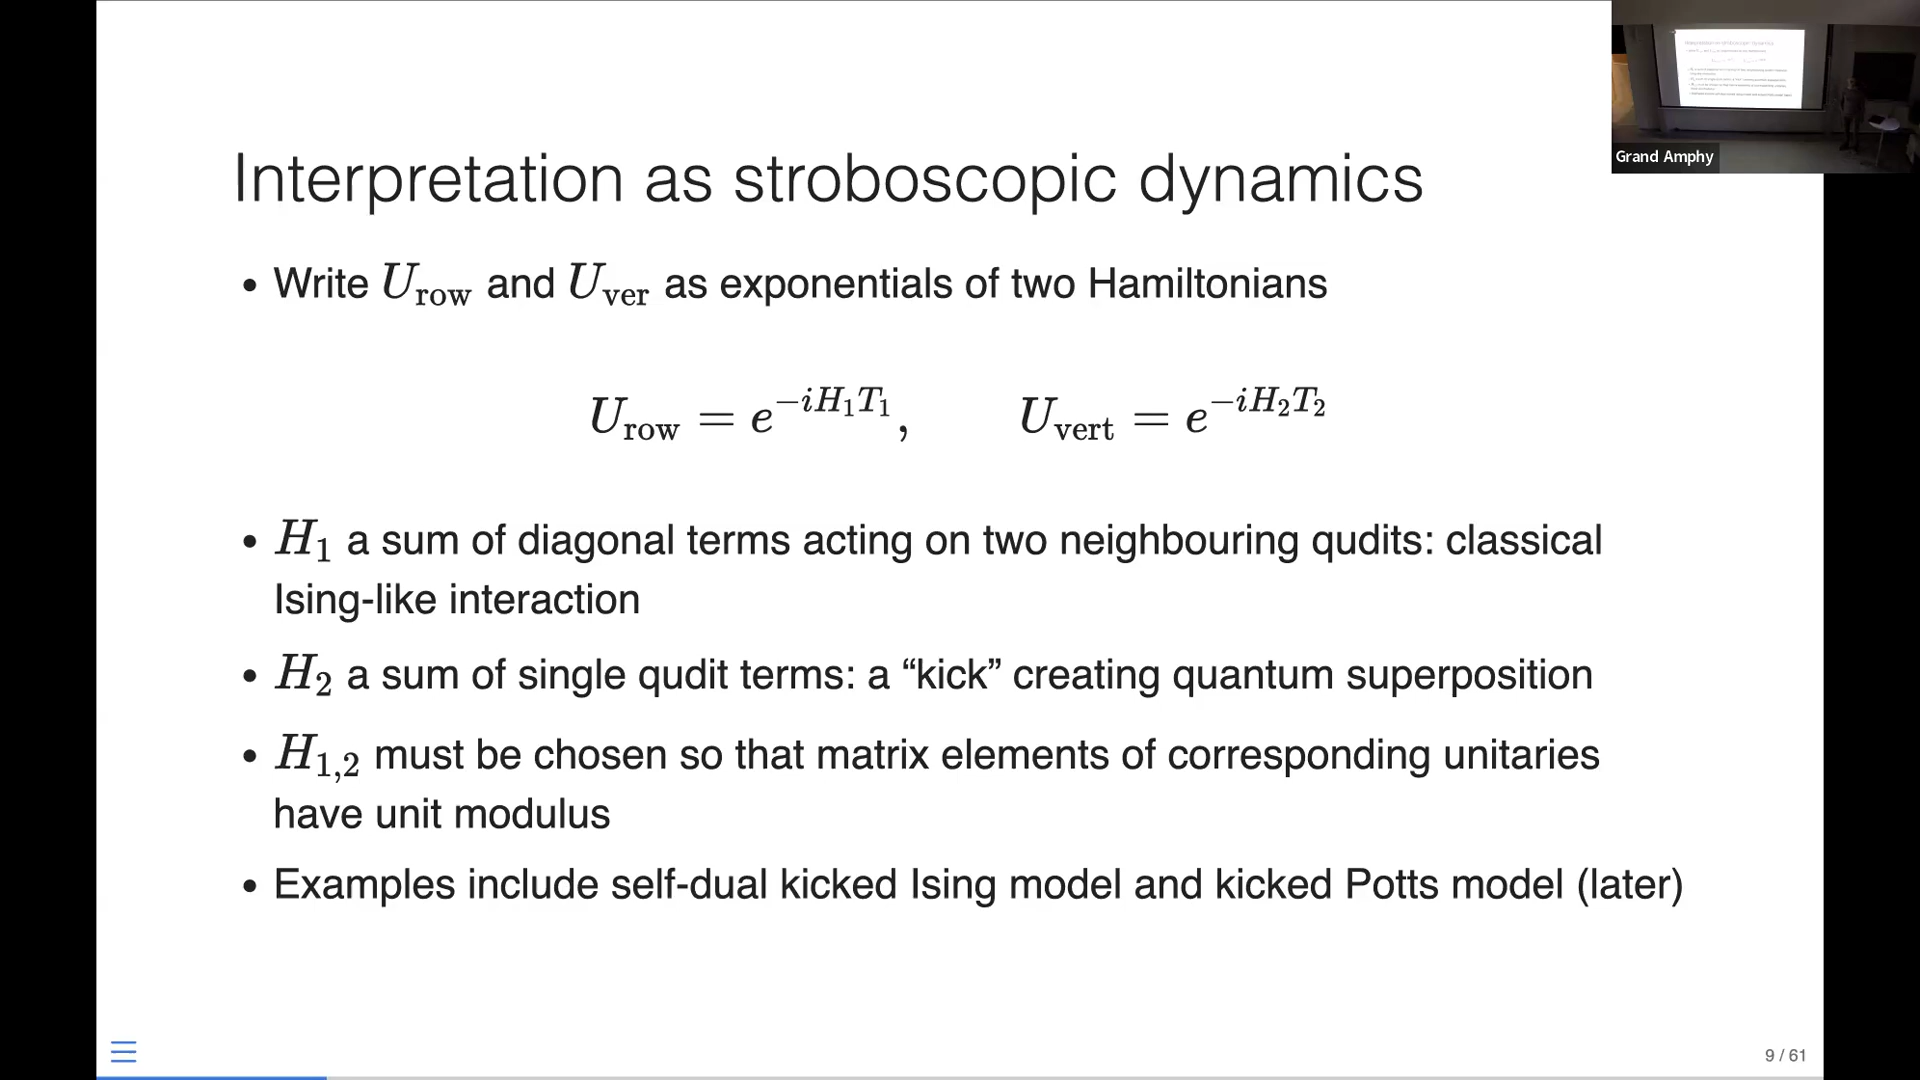 Grand Amphy
Interpretation as stroboscopic dynamics
• Write U_row and U_ver as exponentials of two Hamiltonians
U_row = e^{−iH_1T_1}, U_vert = e^{−iH_2T_2}
• H_1 a sum of diagonal terms acting on two neighbouring qudits: classical
Ising-like interaction
• H_2 a sum of single qudit terms: a “kick” creating quantum superposition
• H_{1,2} must be chosen so that matrix elements of corresponding unitaries
have unit modulus
• Examples include self-dual kicked Ising model and kicked Potts model (later)
9 / 61